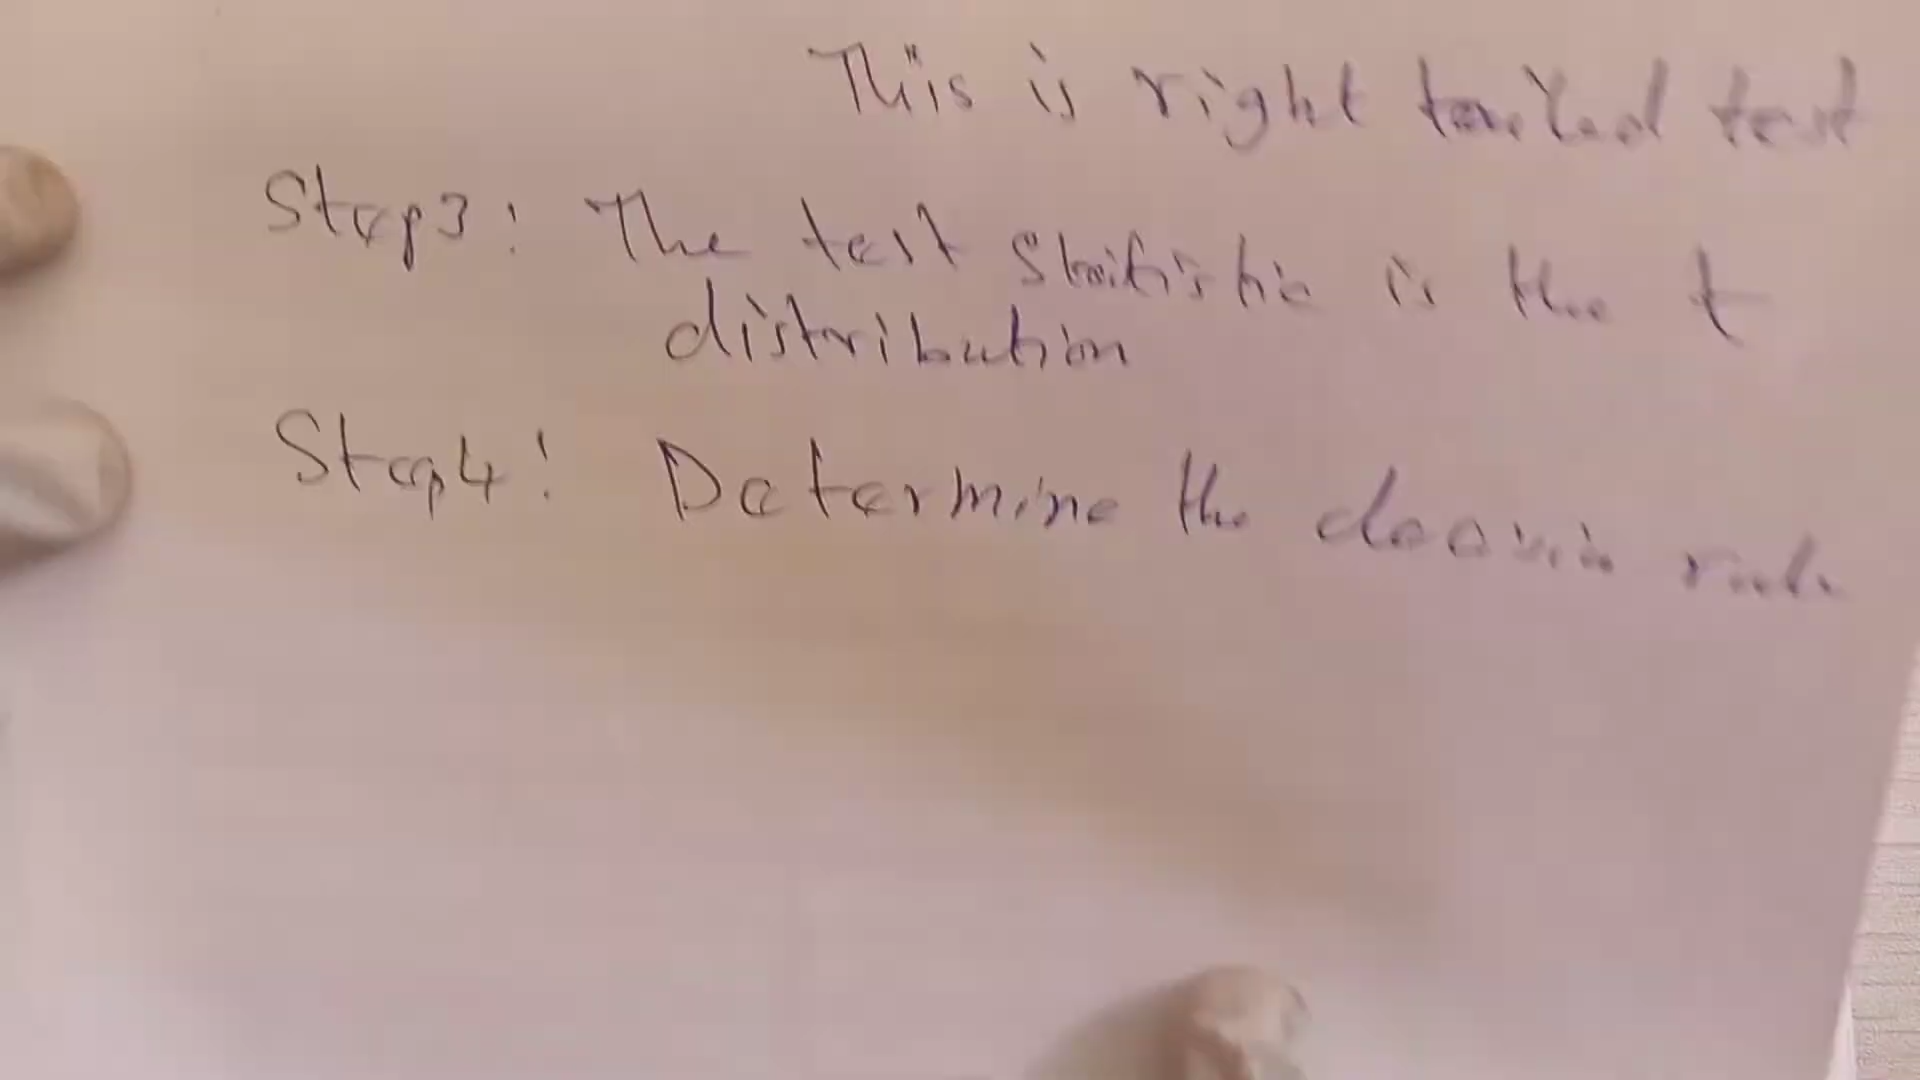 This is right tailed test
Step3: The test statistic is the t
distribution
Step4: Determine the decision rule